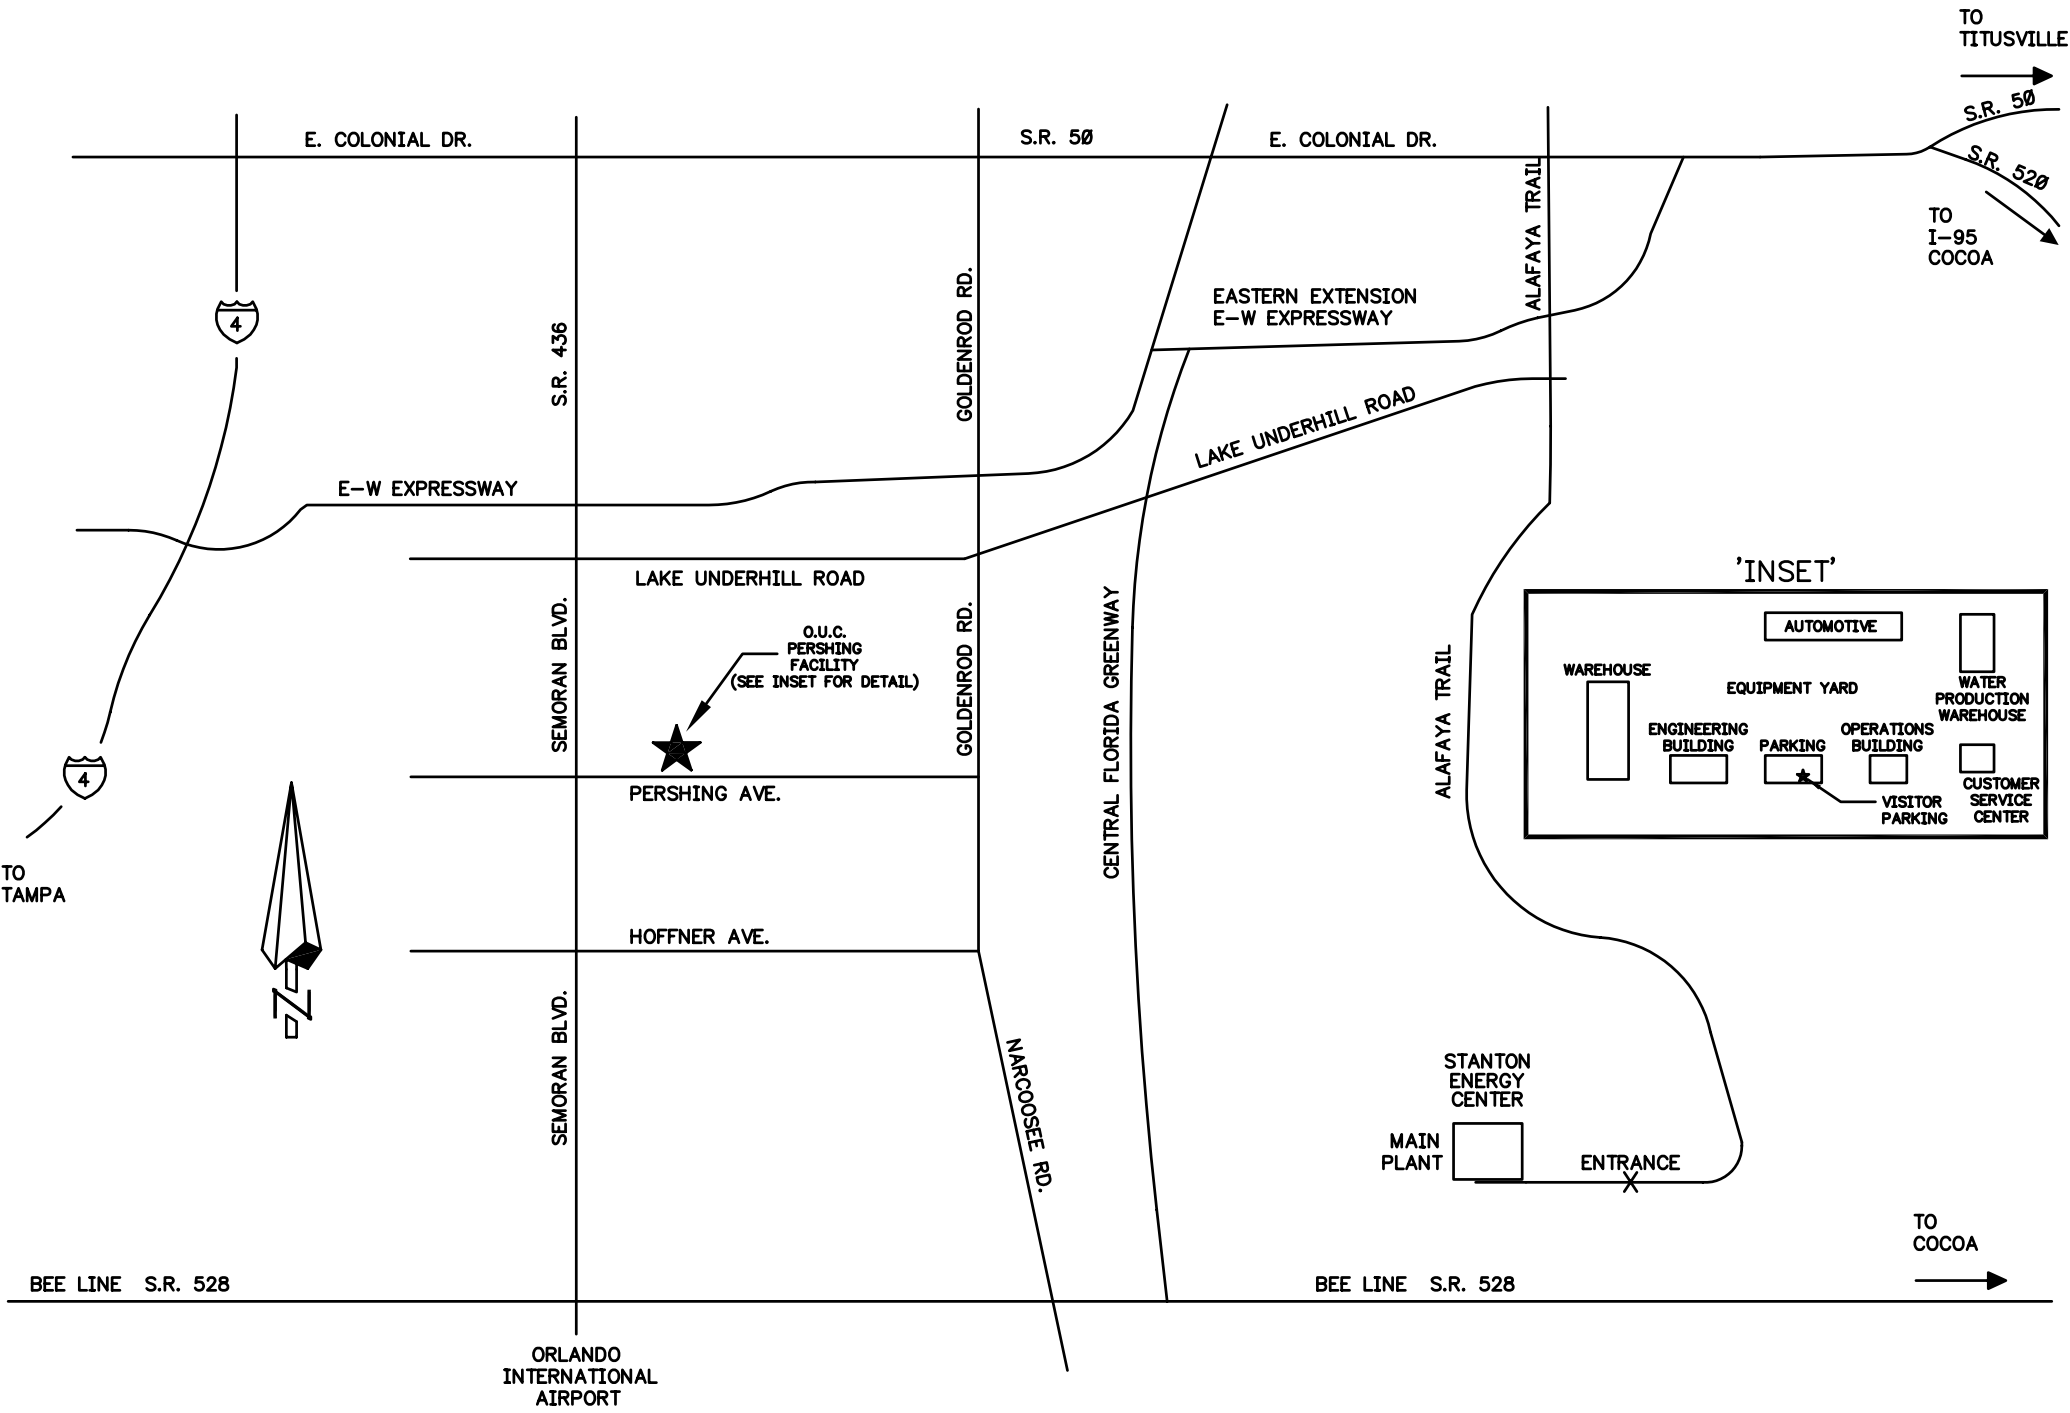 TO
TITUSVILLE
S.R. 50
E. COLONIAL DR.
S.R. 50
E. COLONIAL DR.
S.R. 520
TO
I-95
COCOA
ALAFAYA TRAIL
4
S.R. 436
GOLDENROD RD.
EASTERN EXTENSION
E-W EXPRESSWAY
LAKE UNDERHILL ROAD
E-W EXPRESSWAY
LAKE UNDERHILL ROAD
SEMORAN BLVD.
O.U.C.
PERSHING
FACILITY
(SEE INSET FOR DETAIL)
GOLDENROD RD.
CENTRAL FLORIDA GREENWAY
ALAFAYA TRAIL
'INSET'
AUTOMOTIVE
WAREHOUSE
EQUIPMENT YARD
WATER
PRODUCTION
WAREHOUSE
ENGINEERING
BUILDING
PARKING
OPERATIONS
BUILDING
CUSTOMER
SERVICE
CENTER
VISITOR
PARKING
4
PERSHING AVE.
TO
TAMPA
HOFFNER AVE.
N
SEMORAN BLVD.
NARCOOSEE RD.
STANTON
ENERGY
CENTER
MAIN
PLANT
ENTRANCE
TO
COCOA
BEE LINE S.R. 528
BEE LINE S.R. 528
ORLANDO
INTERNATIONAL
AIRPORT